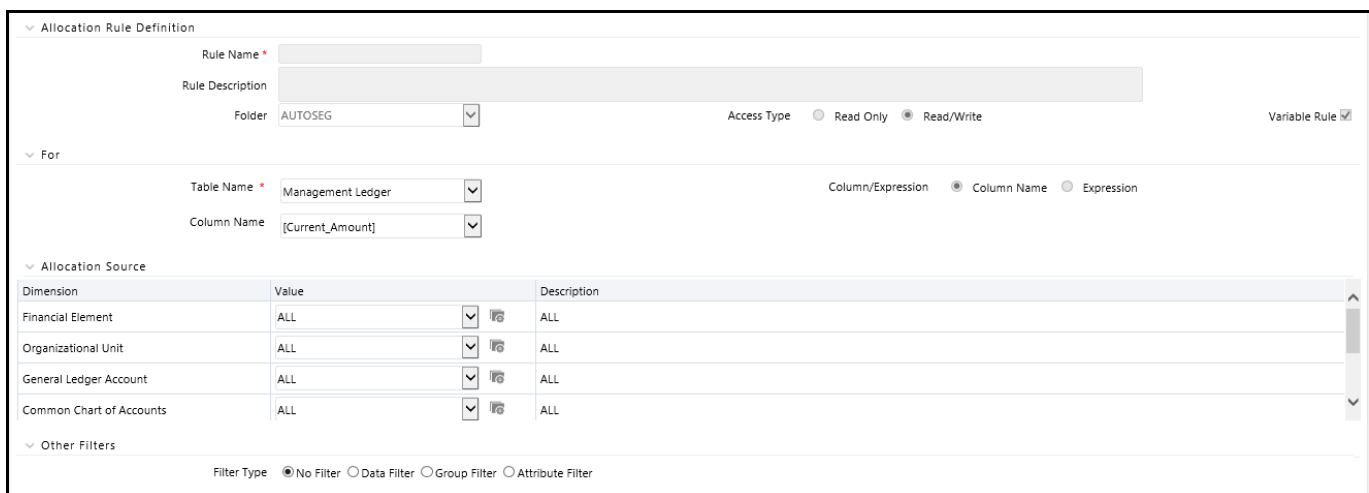 Allocation Rule Definition
Rule Name *
Rule Description
Folder AUTOSEG Access Type Read Only Read/Write Variable Rule
For
Table Name * Management Ledger Column/Expression Column Name Expression
Column Name [Current_Amount]
Allocation Source
Dimension Value Description
Financial Element ALL ALL
Organizational Unit ALL ALL
General Ledger Account ALL ALL
Common Chart of Accounts ALL ALL
Other Filters
Filter Type No Filter Data Filter Group Filter Attribute Filter